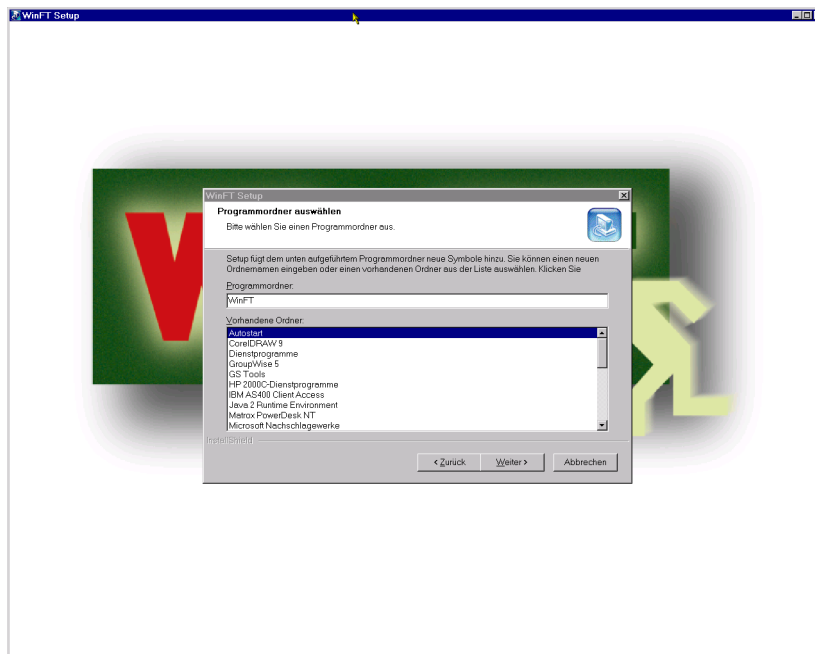 WinFT Setup
W
WinFT Setup
Programmordner auswählen
Bitte wählen Sie einen Programmordner aus.
Setup fügt dem unten aufgeführtem Programmordner neue Symbole hinzu. Sie können einen neuen
Ordnernamen eingeben oder einen vorhandenen Ordner aus der Liste auswählen. Klicken Sie
Programmordner:
WinFT
Vorhandene Ordner:
Autostart
CorelDRAW 9
Dienstprogramme
GroupWise 5
GS Tools
HP 2000C-Dienstprogramme
IBM AS400 Client Access
Java 2 Runtime Environment
Matrox PowerDesk NT
Microsoft Nachschlagewerke
InstallShield
< Zurück
Weiter >
Abbrechen